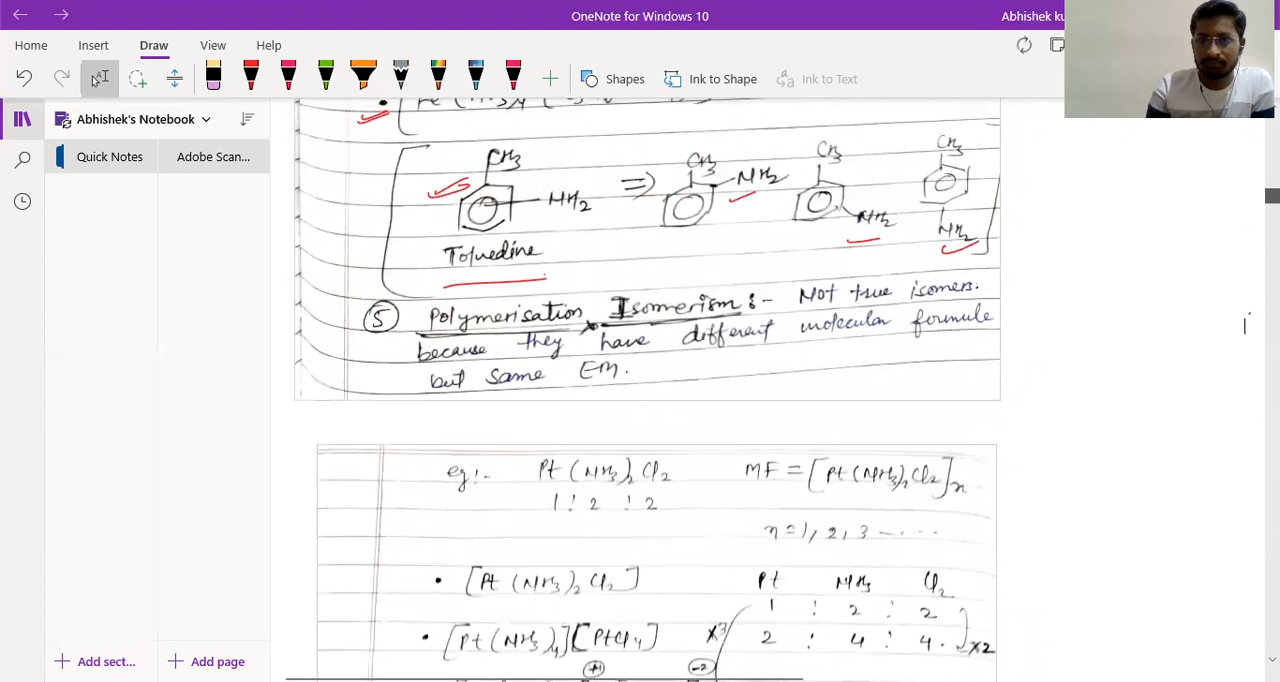 OneNote for Windows 10
Abhishek ku
Home Insert Draw View Help
Shapes Ink to Shape Ink to Text
Abhishek's Notebook
Quick Notes Adobe Scan...
CH3 CH3 CH3 CH3
NH2 ⇒ NH2 NH2 NH2
Toluedine
⑤ Polymerisation Isomerism :- Not true isomers.
because they have different molecular formule
but same EM.
eg:- Pt (NH3)2 Cl2 MF = [Pt(NH3)2 Cl2]n
1 : 2 : 2
n = 1, 2, 3 ------
• [Pt (NH3)2 Cl2] Pt NH3 Cl2
1 : 2 : 2
• [Pt (NH3)4] [PtCl4] x3 2 : 4 : 4 . x2
-2
+ Add sect... + Add page